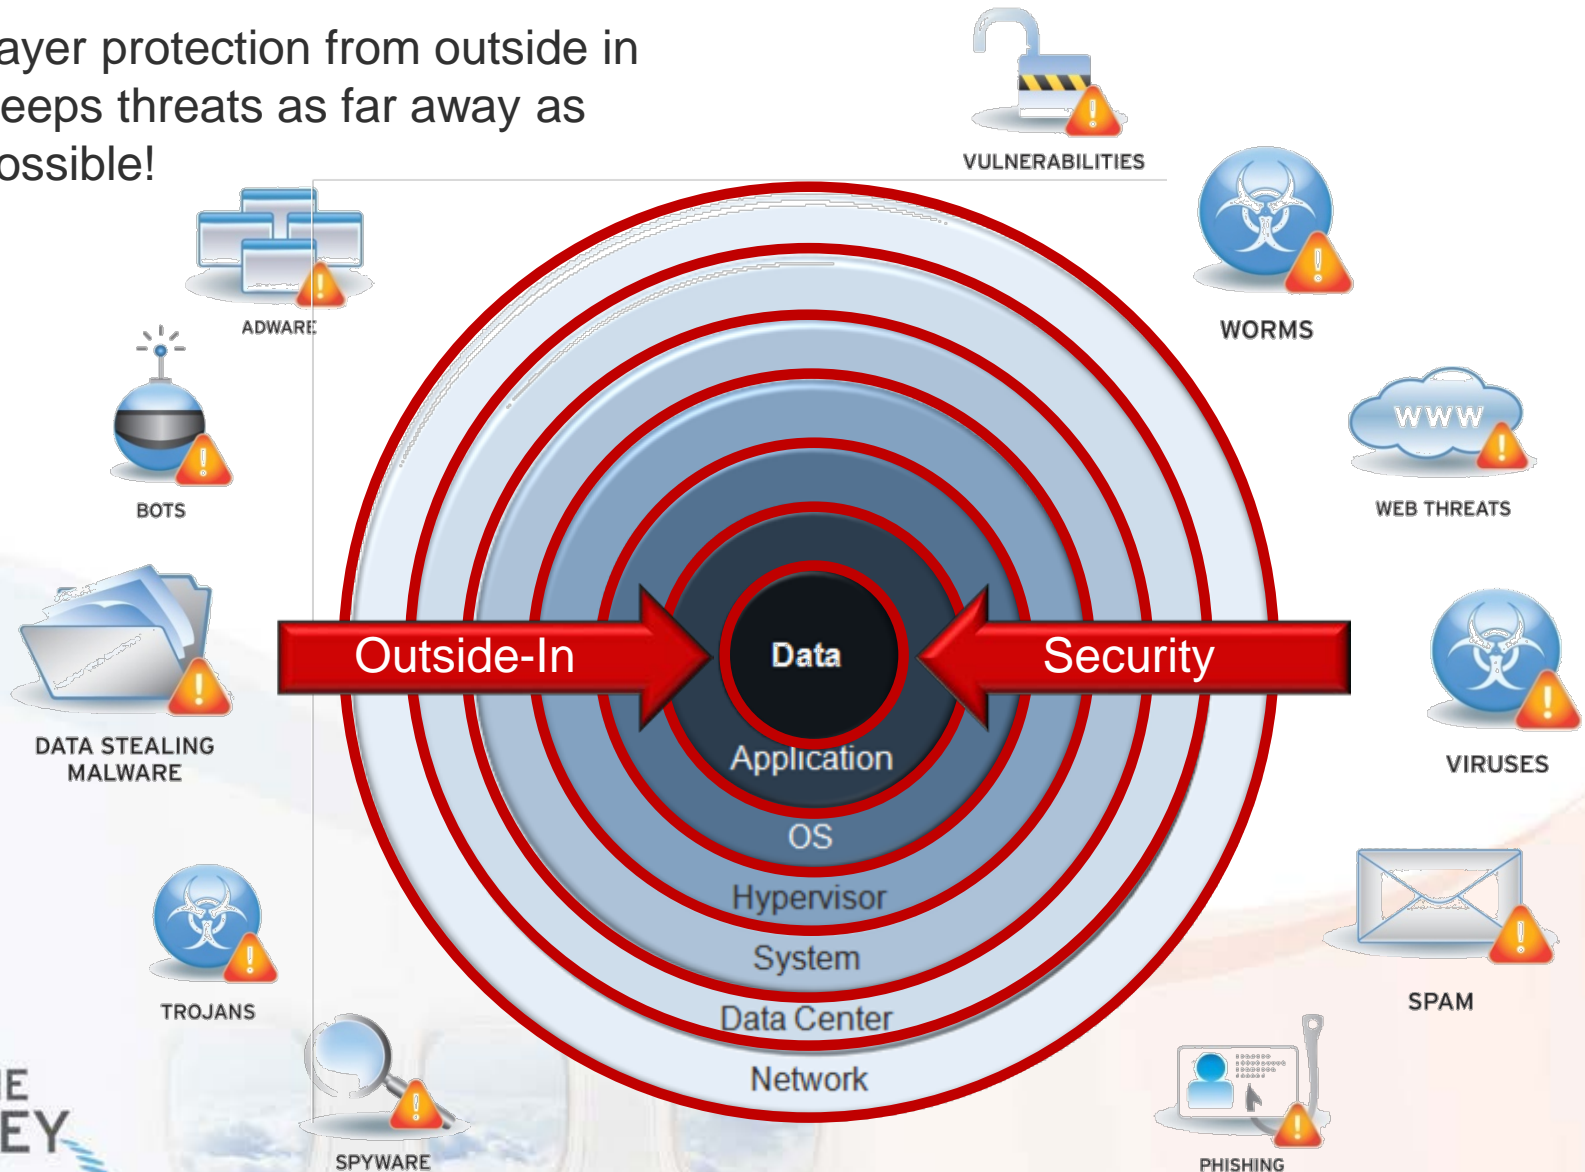 ayer protection from outside in
eeps threats as far away as
ossible!
VULNERABILITIES
WORMS
ADWARE
WWW
WEB THREATS
BOTS
Outside-In
Data
Security
DATA STEALING
MALWARE
VIRUSES
Application
OS
Hypervisor
System
Data Center
Network
TROJANS
SPAM
SPYWARE
PHISHING
E
EY